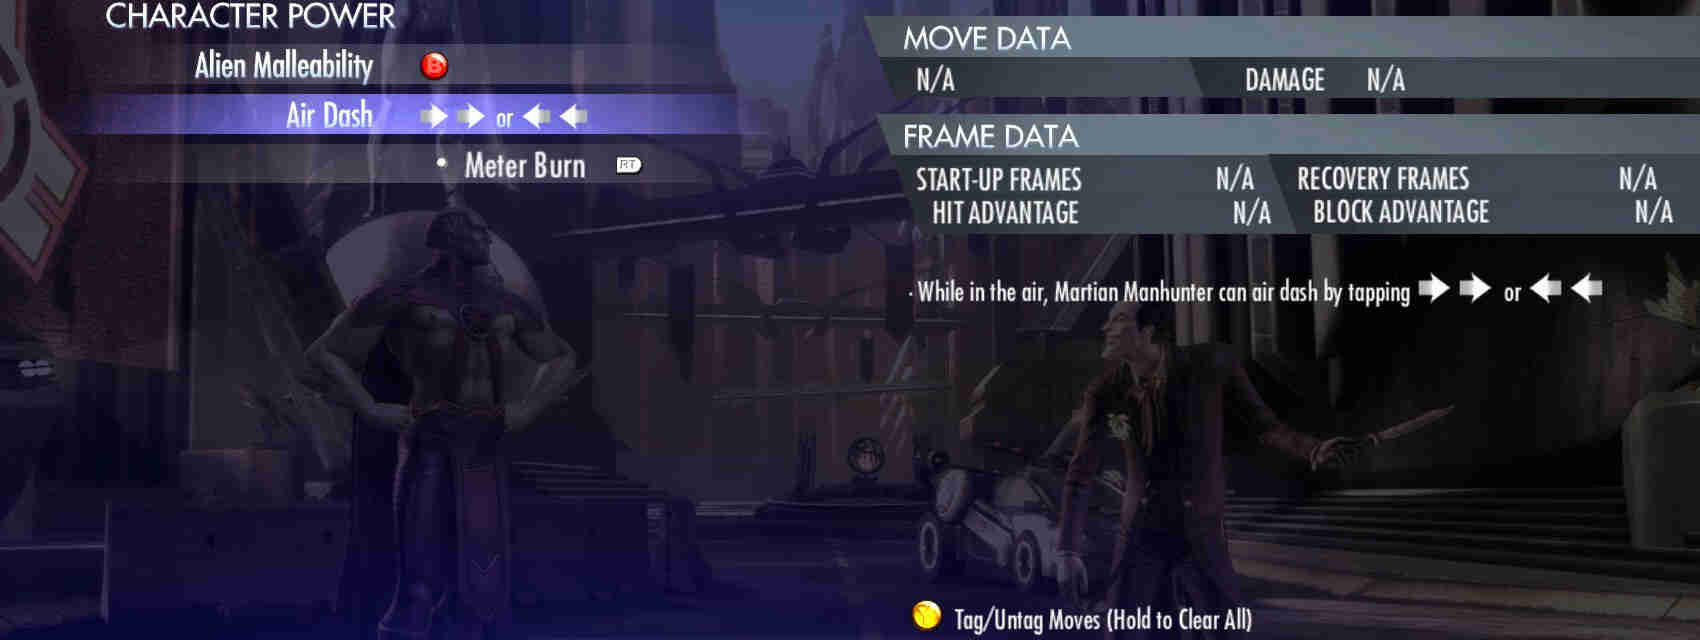 CHARACTER POWER
Alien Malleability B
Air Dash or
• Meter Burn RT
MOVE DATA
N/A DAMAGE N/A
FRAME DATA
START-UP FRAMES N/A RECOVERY FRAMES N/A
HIT ADVANTAGE N/A BLOCK ADVANTAGE N/A
· While in the air, Martian Manhunter can air dash by tapping or
Y Tag/Untag Moves (Hold to Clear All)